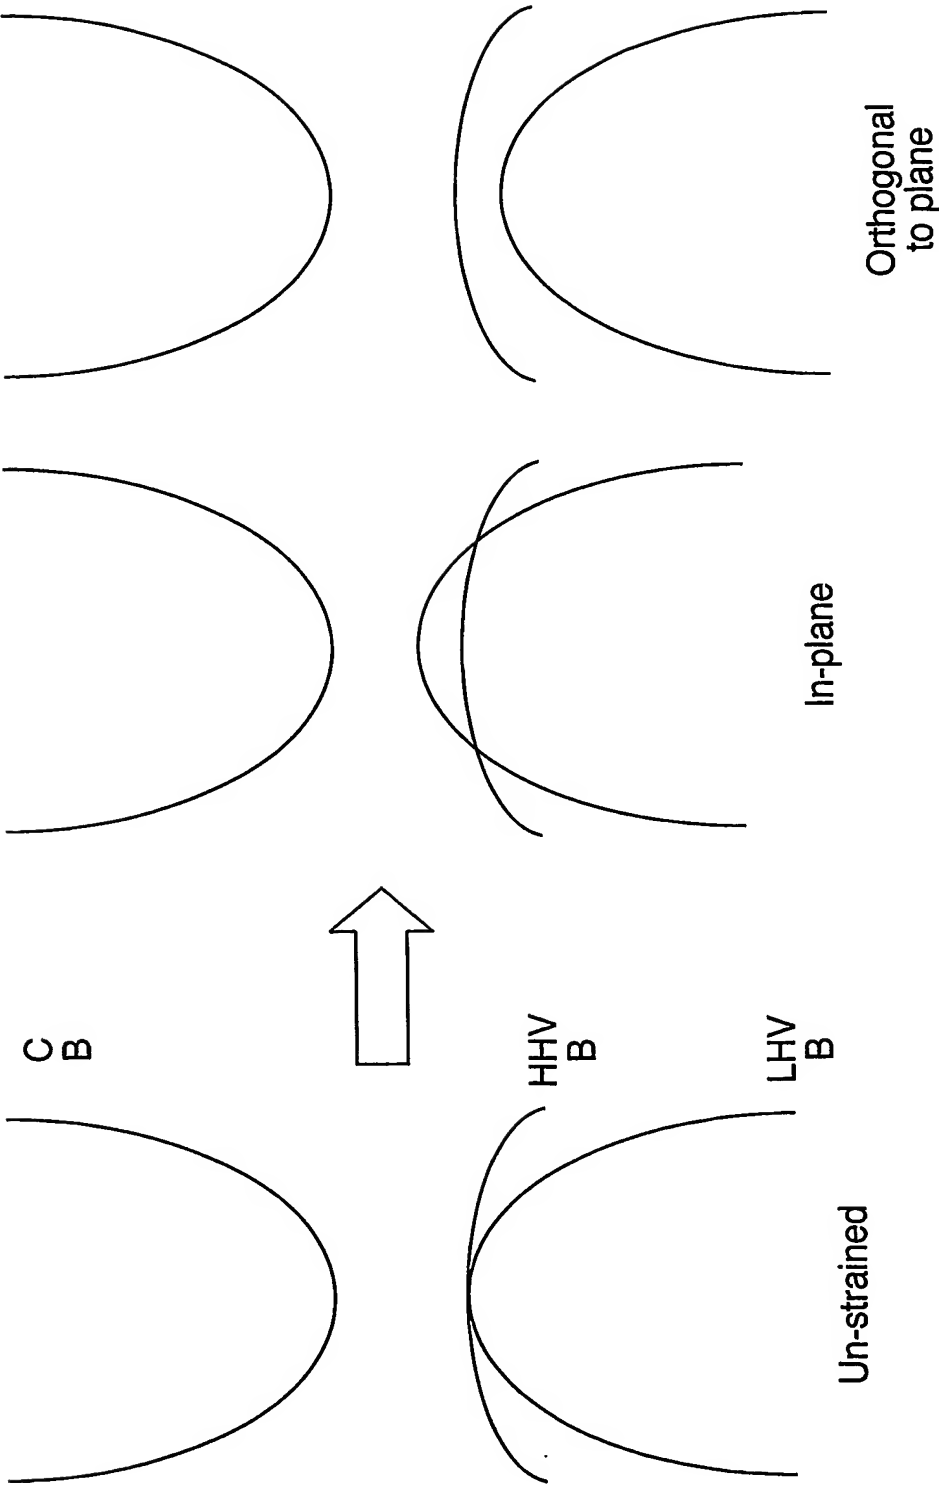 C
B
HHV
B
LHV
B
Un-strained
In-plane
Orthogonal
to plane